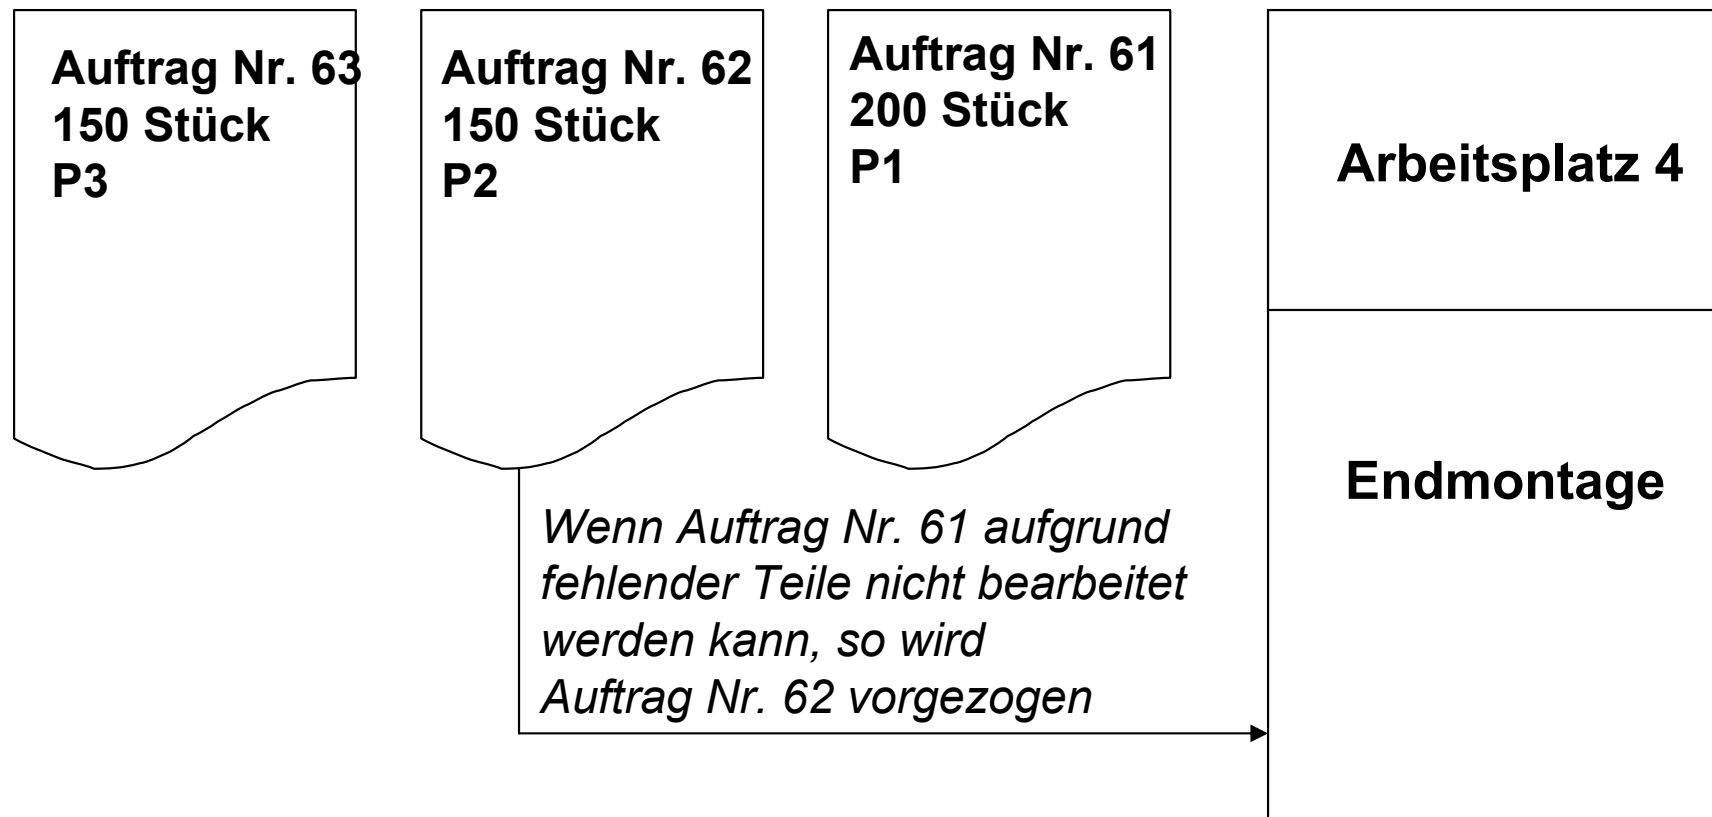 Auftrag Nr. 63
150 Stück
P3
Auftrag Nr. 62
150 Stück
P2
Auftrag Nr. 61
200 Stück
P1
Arbeitsplatz 4
Endmontage
Wenn Auftrag Nr. 61 aufgrund
fehlender Teile nicht bearbeitet
werden kann, so wird
Auftrag Nr. 62 vorgezogen